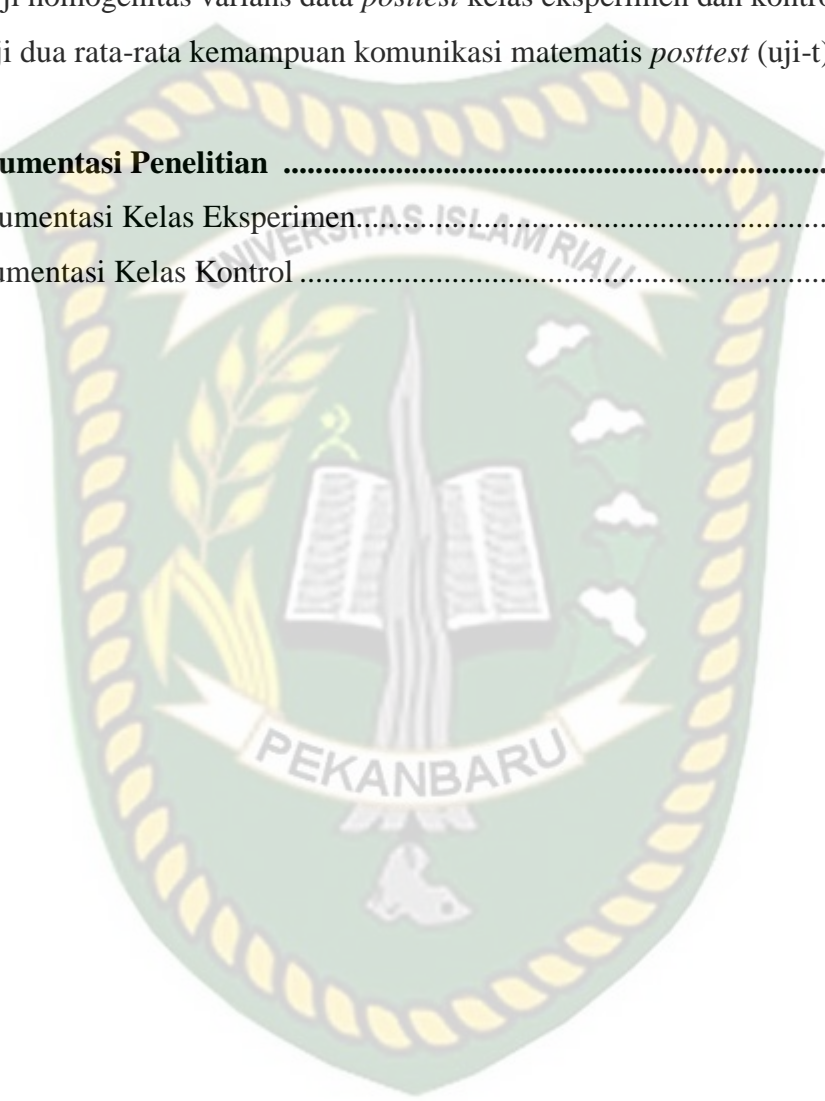 ji homogenitas varians data posttest kelas eksperimen dan kontro
ji dua rata-rata kemampuan komunikasi matematis posttest (uji-t)
umentasi Penelitian ......................................................................
umentasi Kelas Eksperimen............................................................
umentasi Kelas Kontrol ...................................................................
UNIVERSITAS ISLAM RIAU
PEKANBARU